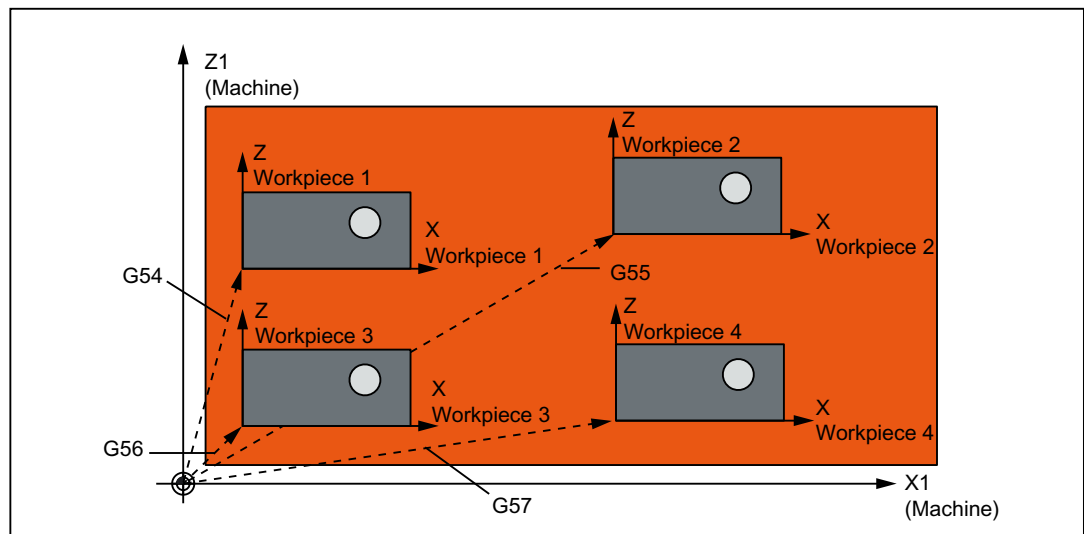 Z1
(Machine)
Z
Workpiece 2
Z
Workpiece 1
X
Workpiece 1
X
Workpiece 2
G54
G55
Z
Workpiece 3
Z
Workpiece 4
X
Workpiece 3
X
Workpiece 4
G56
G57
X1
(Machine)